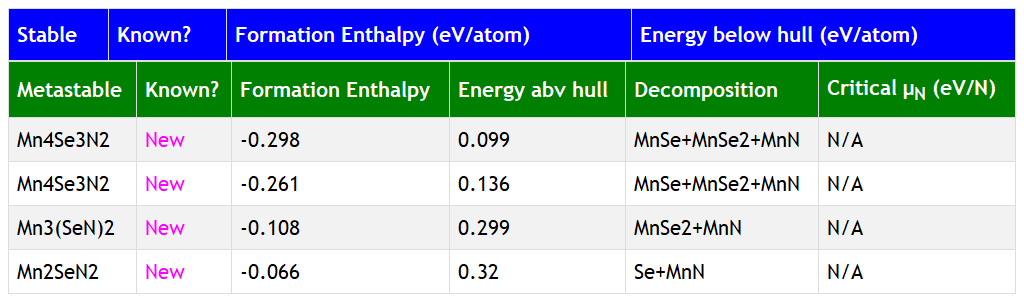 Stable Known? Formation Enthalpy (eV/atom) Energy below hull (eV/atom)
Metastable Known? Formation Enthalpy Energy abv hull Decomposition Critical μN (eV/N)
Mn4Se3N2 New -0.298 0.099 MnSe+MnSe2+MnN N/A
Mn4Se3N2 New -0.261 0.136 MnSe+MnSe2+MnN N/A
Mn3(SeN)2 New -0.108 0.299 MnSe2+MnN N/A
Mn2SeN2 New -0.066 0.32 Se+MnN N/A